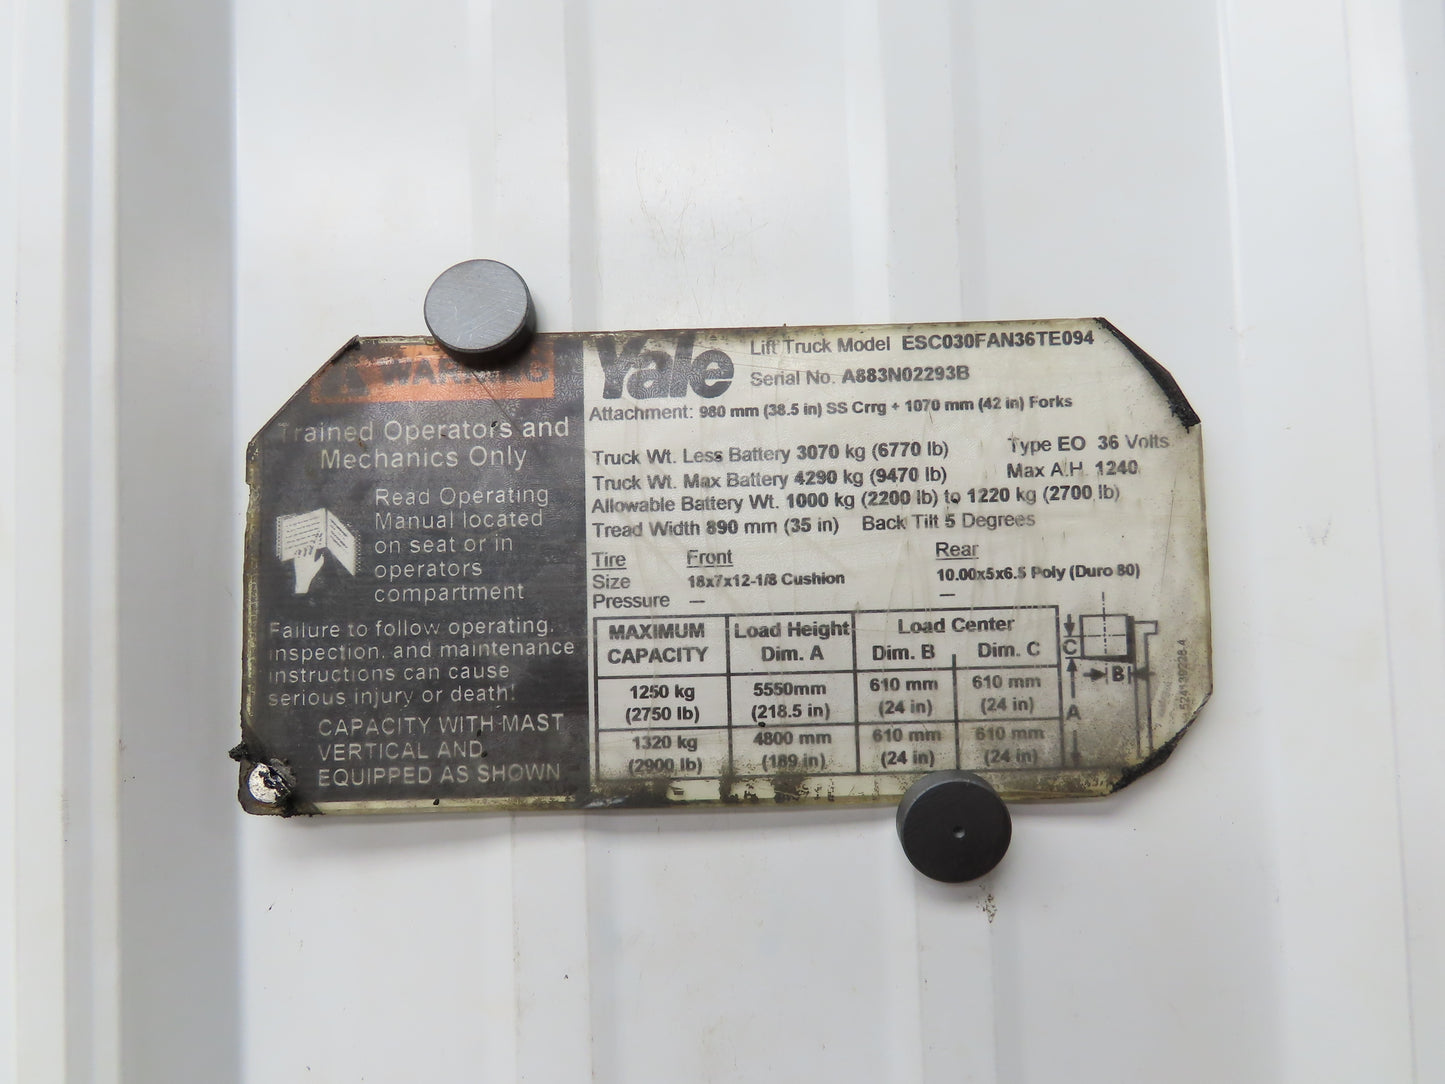 WARNING
Trained Operators and
Mechanics Only
Read Operating
Manual located
on seat or in
operators
compartment
Failure to follow operating,
inspection, and maintenance
instructions can cause
serious injury or death!
CAPACITY WITH MAST
VERTICAL AND
EQUIPPED AS SHOWN
Yale
Lift Truck Model ESC030FAN36TE094
Serial No. A883N02293B
Attachment: 980 mm (38.5 in) SS Crrg + 1070 mm (42 in) Forks
Truck Wt. Less Battery 3070 kg (6770 lb) Type EO 36 Volts
Truck Wt. Max Battery 4290 kg (9470 lb) Max A.H. 1240
Allowable Battery Wt. 1000 kg (2200 lb) to 1220 kg (2700 lb)
Tread Width 890 mm (35 in) Back Tilt 5 Degrees
Tire Front Rear
Size 18x7x12-1/8 Cushion 10.00x5x6.5 Poly (Duro 80)
Pressure — —
MAXIMUM CAPACITY Load Height Dim. A Load Center Dim. B Dim. C
1250 kg 5550mm 610 mm 610 mm
(2750 lb) (218.5 in) (24 in) (24 in)
1320 kg 4800 mm 610 mm 610 mm
(2900 lb) (189 in) (24 in) (24 in)
C
B
A